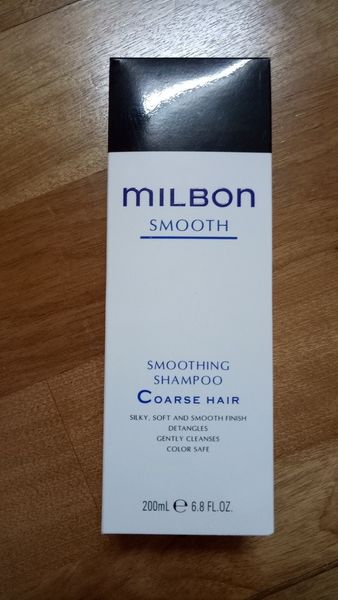 MILBON
SMOOTH
SMOOTHING
SHAMPOO
COARSE HAIR
SILKY, SOFT AND SMOOTH FINISH
DETANGLES
GENTLY CLEANSES
COLOR SAFE
200mL ℮ 6.8 FL.OZ.